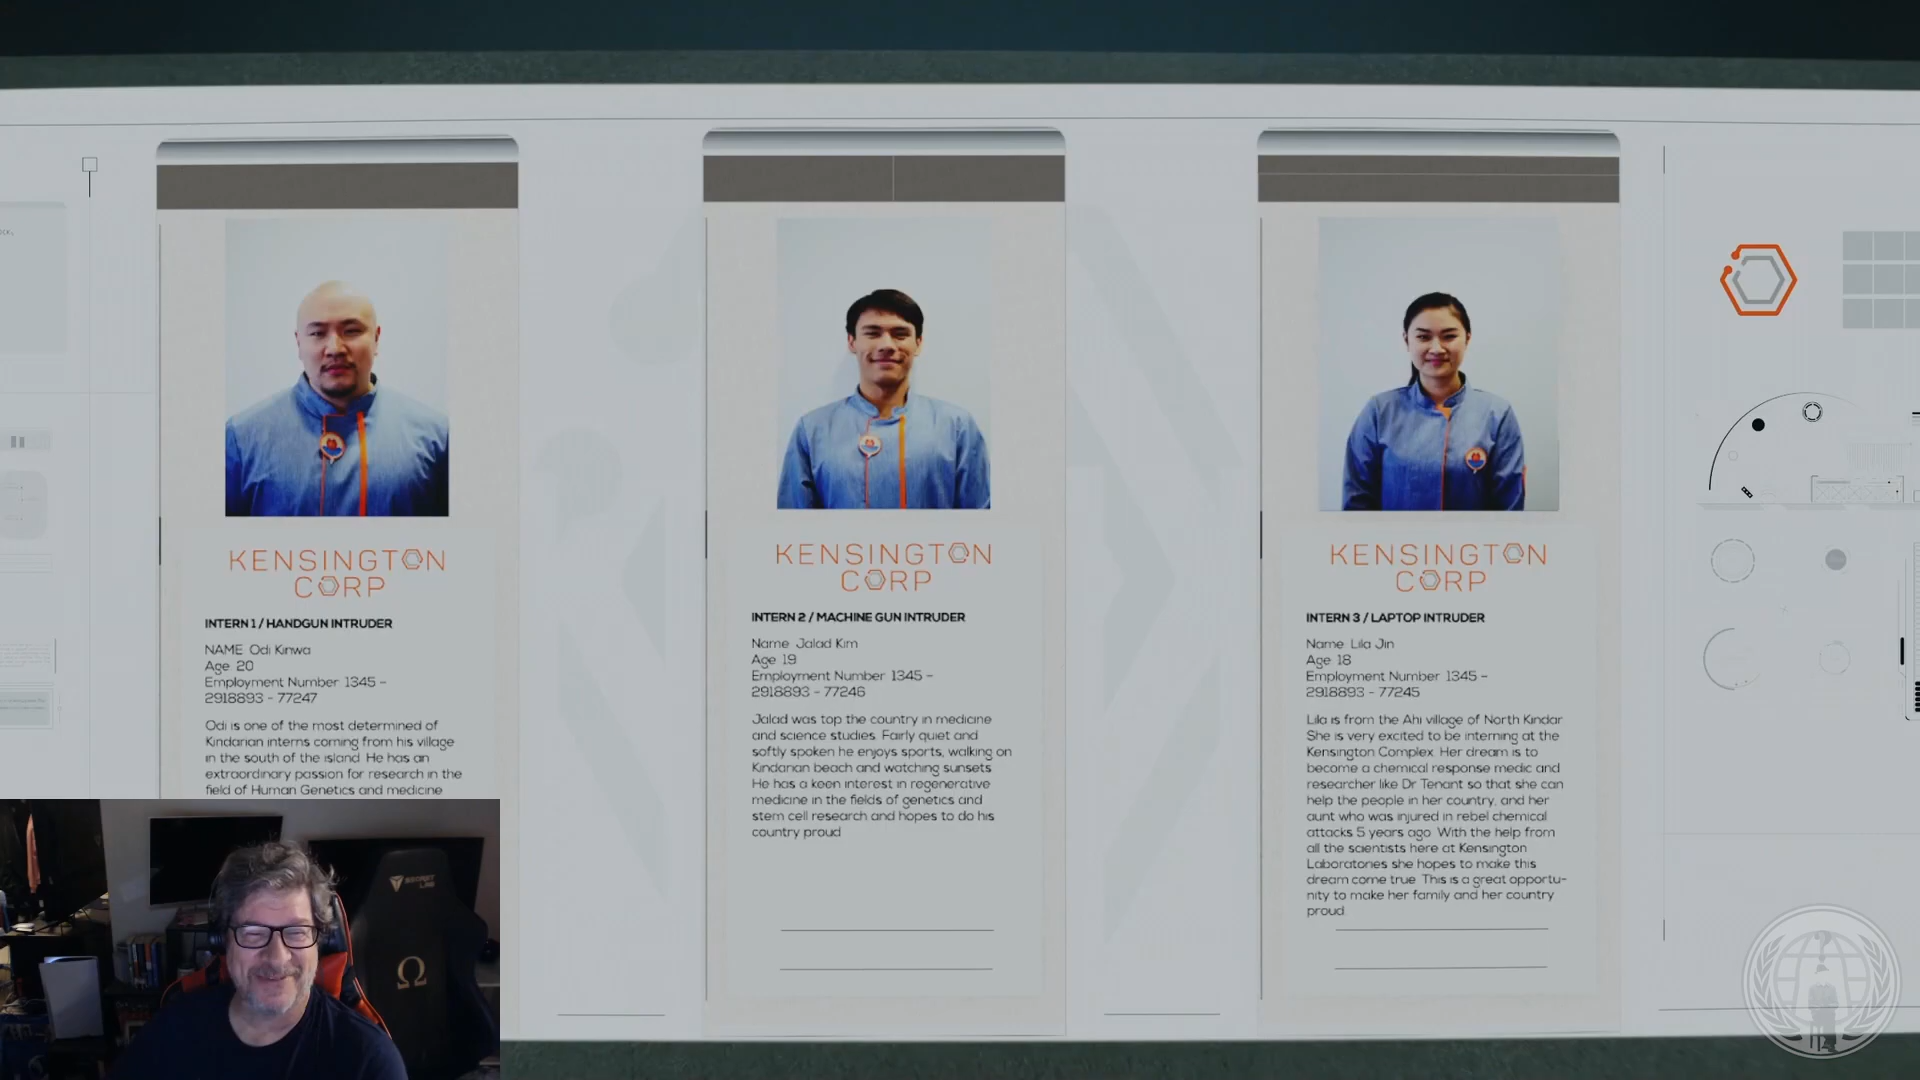 KENSINGTON
CORP
INTERN 1 / HANDGUN INTRUDER
NAME Odi Kinwa
Age 20
Employment Number 1345 –
2918893 - 77247
Odi is one of the most determined of
Kindarian interns coming from his village
in the south of the island. He has an
extraordinary passion for research in the
field of Human Genetics and medicine
KENSINGTON
CORP
INTERN 2 / MACHINE GUN INTRUDER
Name Jalad Kim
Age 19
Employment Number 1345 –
2918893 - 77246
Jalad was top the country in medicine
and science studies. Fairly quiet and
softly spoken he enjoys sports, walking on
Kindarian beach and watching sunsets
He has a keen interest in regenerative
medicine in the fields of genetics and
stem cell research and hopes to do his
country proud
KENSINGTON
CORP
INTERN 3 / LAPTOP INTRUDER
Name: Lila Jin
Age: 18
Employment Number 1345 –
2918893 - 77245
Lila is from the Ahi village of North Kindar
She is very excited to be interning at the
Kensington Complex. Her dream is to
become a chemical response medic and
researcher like Dr Tenant so that she can
help the people in her country, and her
aunt who was injured in rebel chemical
attacks 5 years ago. With the help from
all the scientists here at Kensington
Laboratories she hopes to make this
dream come true. This is a great opportu-
nity to make her family and her country
proud.
SECRET
LAB